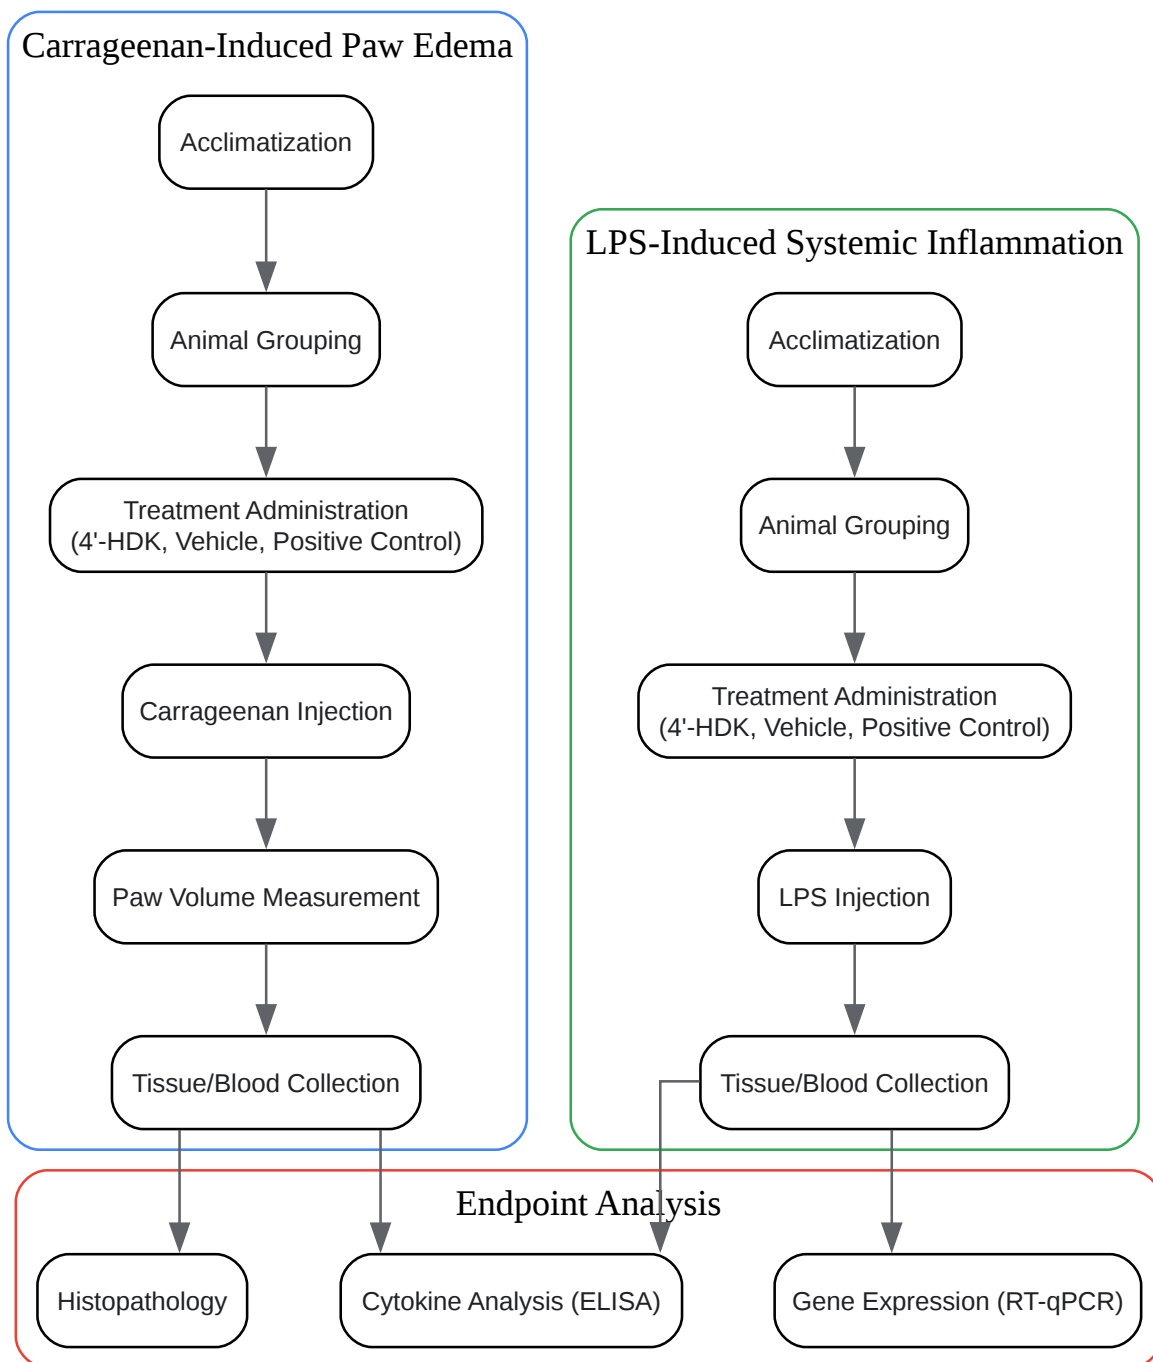 Carrageenan-Induced Paw Edema
Acclimatization
Animal Grouping
Treatment Administration
(4'-HDK, Vehicle, Positive Control)
Carrageenan Injection
Paw Volume Measurement
Tissue/Blood Collection
LPS-Induced Systemic Inflammation
Acclimatization
Animal Grouping
Treatment Administration
(4'-HDK, Vehicle, Positive Control)
LPS Injection
Tissue/Blood Collection
Endpoint Analysis
Histopathology
Cytokine Analysis (ELISA)
Gene Expression (RT-qPCR)